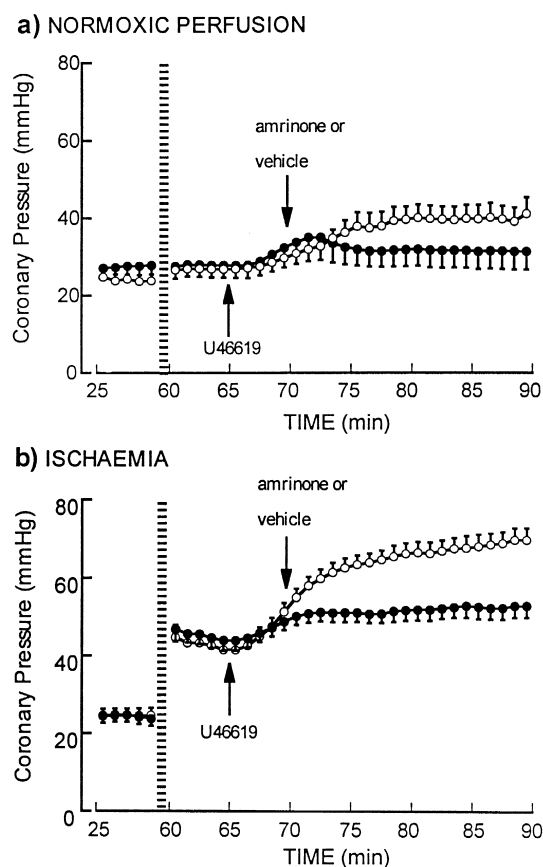 a) NORMOXIC PERFUSION
Coronary Pressure (mmHg)
80
60
40
20
0
amrinone or
vehicle
U46619
25 60 65 70 75 80 85 90
TIME (min)
b) ISCHAEMIA
Coronary Pressure (mmHg)
80
60
40
20
0
amrinone or
vehicle
U46619
25 60 65 70 75 80 85 90
TIME (min)